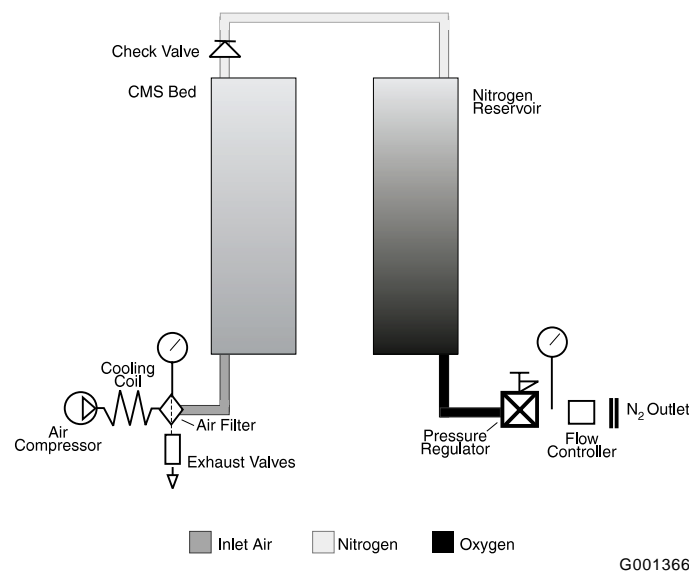 Check Valve
CMS Bed
Nitrogen
Reservoir
Cooling
Coil
Air
Compressor
Air Filter
Exhaust Valves
Pressure
Regulator
Flow
Controller
N₂ Outlet
Inlet Air
Nitrogen
Oxygen
G001366